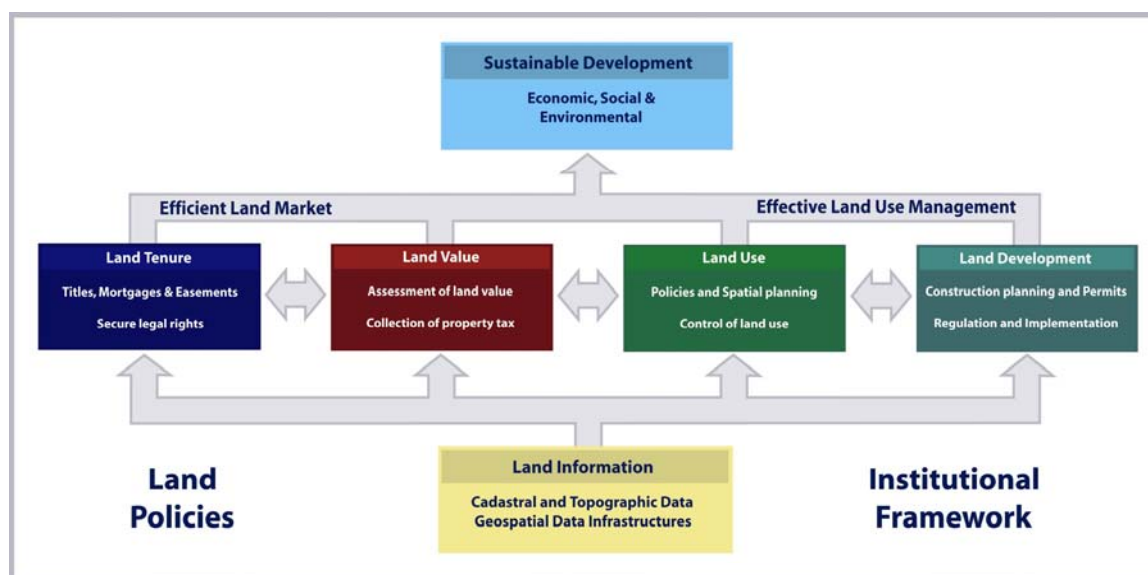 Sustainable Development
Economic, Social &
Environmental
Efficient Land Market
Effective Land Use Management
Land Tenure
Titles, Mortgages & Easements
Secure legal rights
Land Value
Assessment of land value
Collection of property tax
Land Use
Policies and Spatial planning
Control of land use
Land Development
Construction planning and Permits
Regulation and Implementation
Land
Policies
Land Information
Cadastral and Topographic Data
Geospatial Data Infrastructures
Institutional
Framework